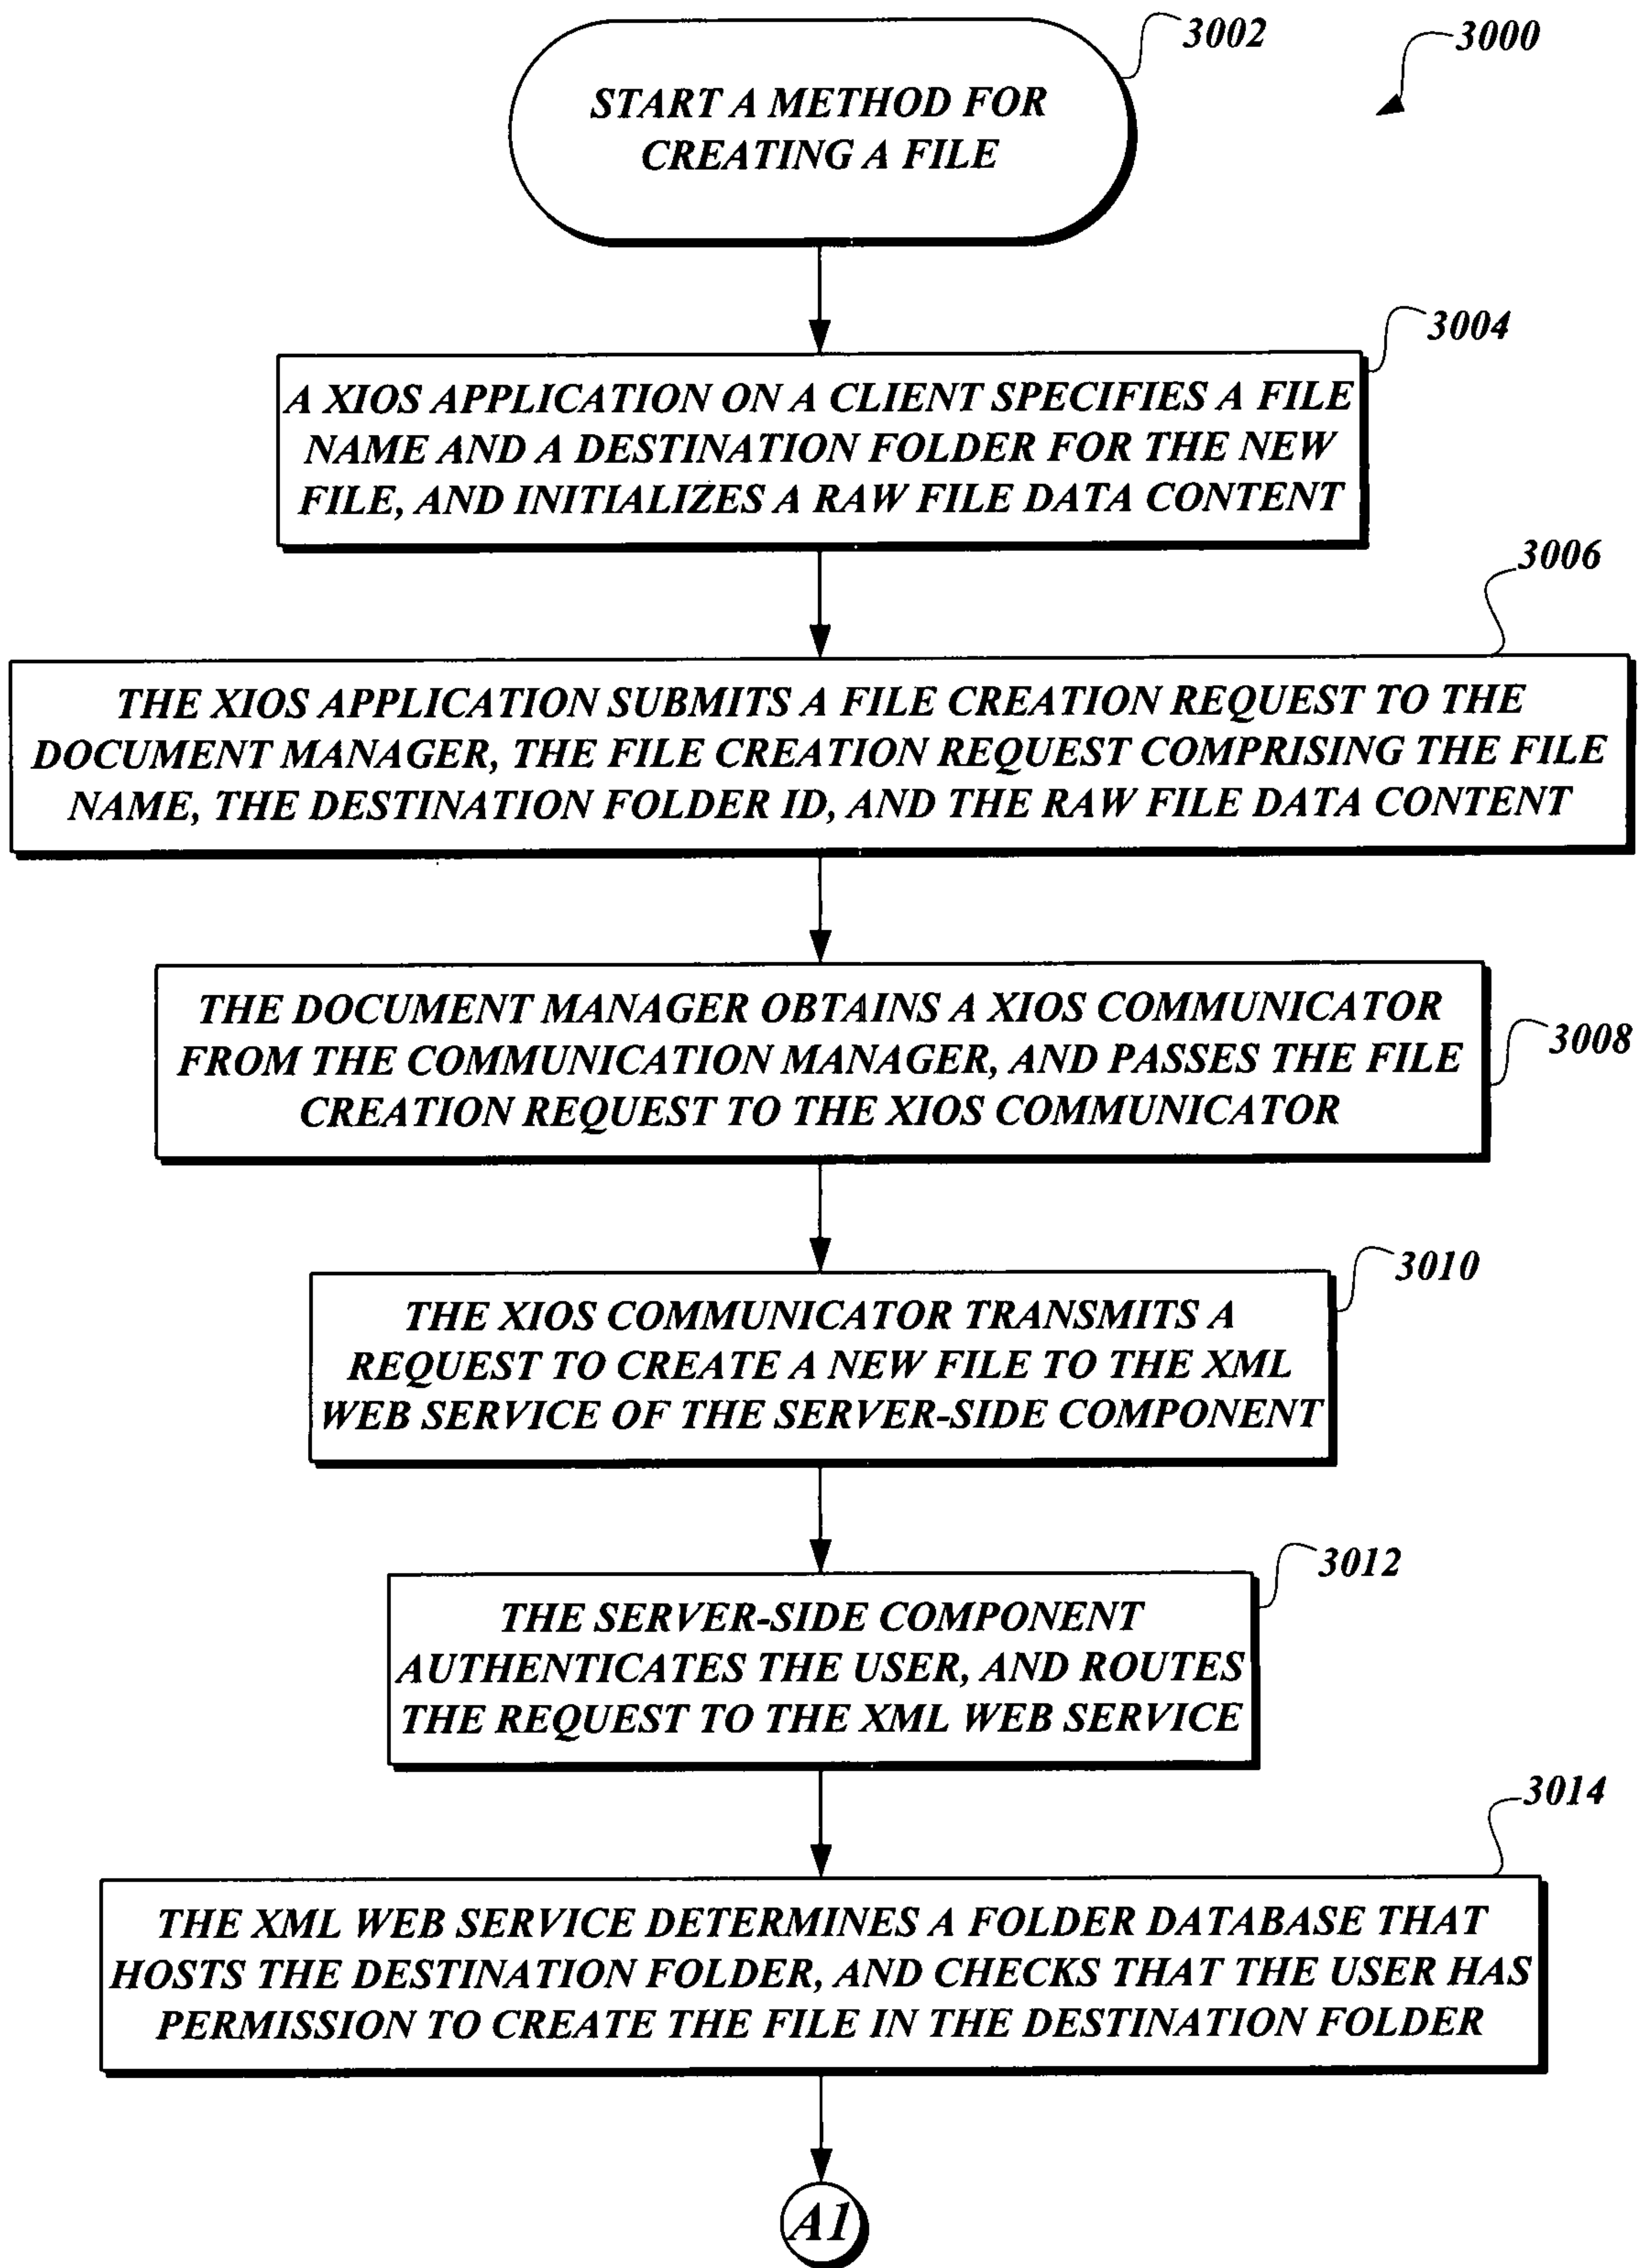 3002
3000
START A METHOD FOR
CREATING A FILE
3004
A XIOS APPLICATION ON A CLIENT SPECIFIES A FILE
NAME AND A DESTINATION FOLDER FOR THE NEW
FILE, AND INITIALIZES A RAW FILE DATA CONTENT
3006
THE XIOS APPLICATION SUBMITS A FILE CREATION REQUEST TO THE
DOCUMENT MANAGER, THE FILE CREATION REQUEST COMPRISING THE FILE
NAME, THE DESTINATION FOLDER ID, AND THE RAW FILE DATA CONTENT
THE DOCUMENT MANAGER OBTAINS A XIOS COMMUNICATOR
FROM THE COMMUNICATION MANAGER, AND PASSES THE FILE
CREATION REQUEST TO THE XIOS COMMUNICATOR
3008
3010
THE XIOS COMMUNICATOR TRANSMITS A
REQUEST TO CREATE A NEW FILE TO THE XML
WEB SERVICE OF THE SERVER-SIDE COMPONENT
3012
THE SERVER-SIDE COMPONENT
AUTHENTICATES THE USER, AND ROUTES
THE REQUEST TO THE XML WEB SERVICE
3014
THE XML WEB SERVICE DETERMINES A FOLDER DATABASE THAT
HOSTS THE DESTINATION FOLDER, AND CHECKS THAT THE USER HAS
PERMISSION TO CREATE THE FILE IN THE DESTINATION FOLDER
A1